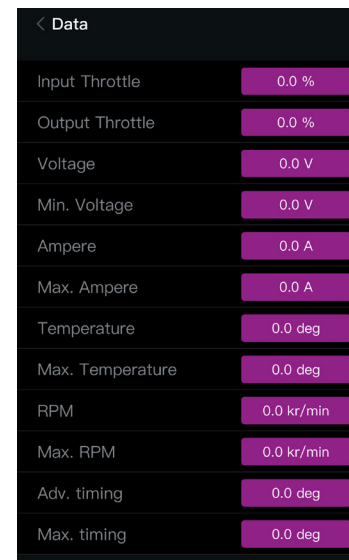 Data
Input Throttle 0.0 %
Output Throttle 0.0 %
Voltage 0.0 V
Min. Voltage 0.0 V
Ampere 0.0 A
Max. Ampere 0.0 A
Temperature 0.0 deg
Max. Temperature 0.0 deg
RPM 0.0 kr/min
Max. RPM 0.0 kr/min
Adv. timing 0.0 deg
Max. timing 0.0 deg